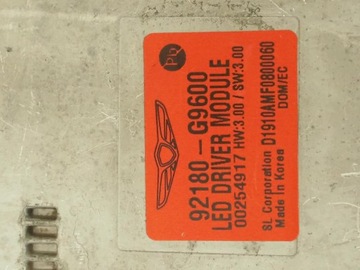 Pb
92180-G9600
LED DRIVER MODULE
00254917 HW:3.00 / SW:3.00
SL Corporation D1910AMF0800060
Made In Korea DOM/EC